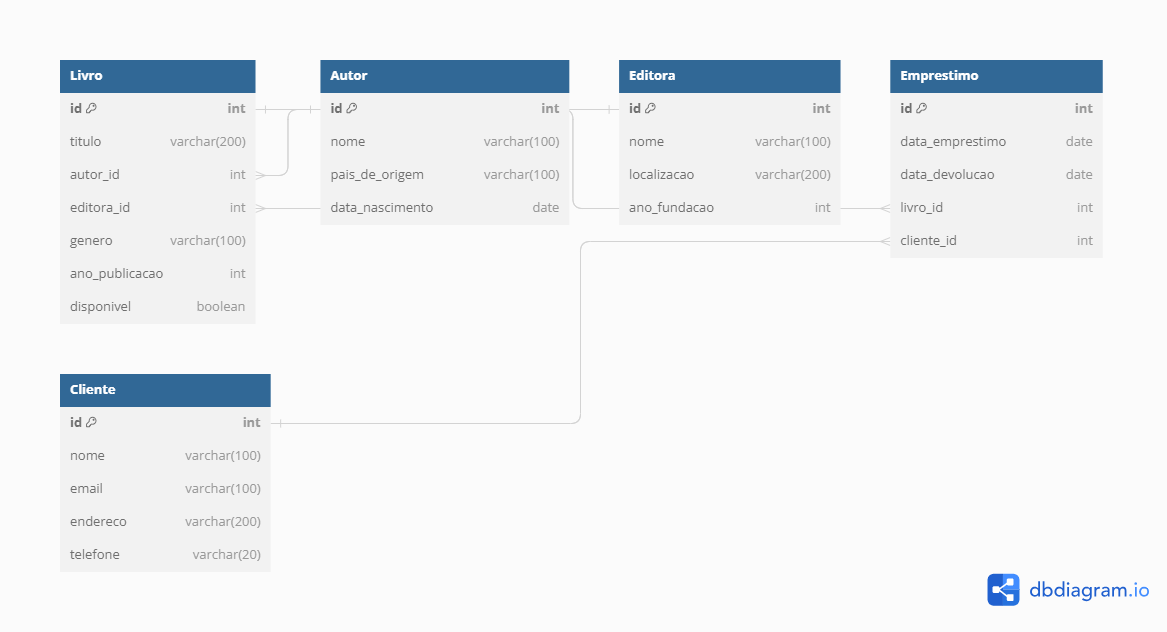 Livro
id int
titulo varchar(200)
autor_id int
editora_id int
genero varchar(100)
ano_publicacao int
disponivel boolean
Autor
id int
nome varchar(100)
pais_de_origem varchar(100)
data_nascimento date
Editora
id int
nome varchar(100)
localizacao varchar(200)
ano_fundacao int
Emprestimo
id int
data_emprestimo date
data_devolucao date
livro_id int
cliente_id int
Cliente
id int
nome varchar(100)
email varchar(100)
endereco varchar(200)
telefone varchar(20)
dbdiagram.io